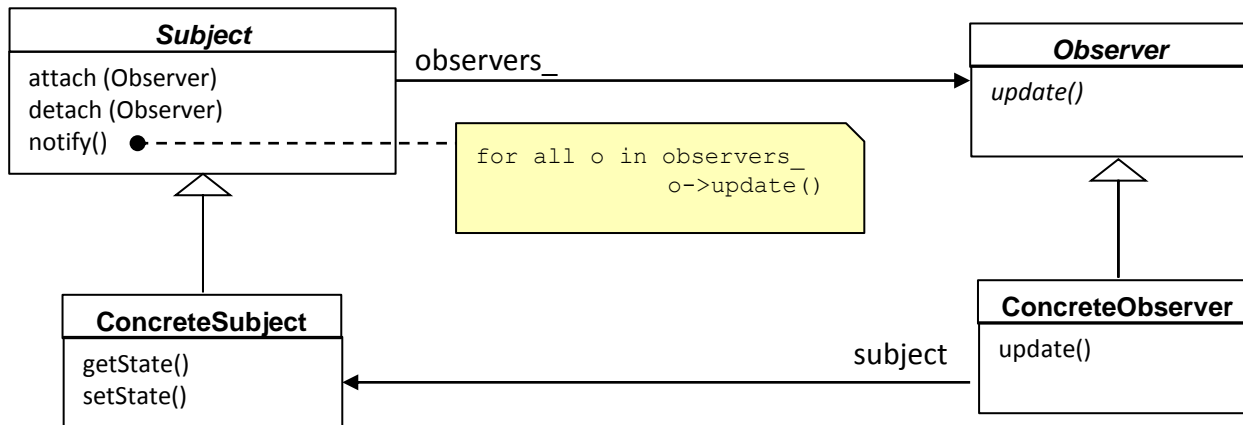 Subject
attach (Observer)
detach (Observer)
notify()
observers_
Observer
update()
for all o in observers_
o->update()
ConcreteSubject
getState()
setState()
subject
ConcreteObserver
update()